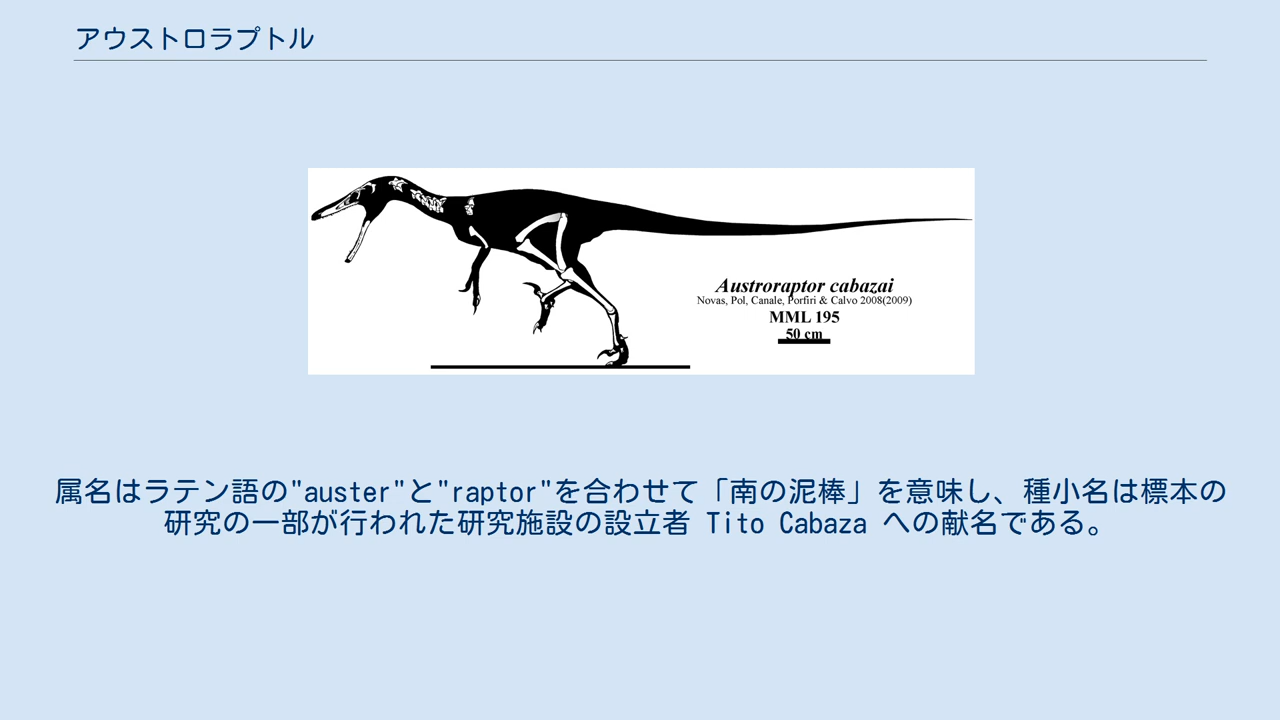 アウストロラプトル
Austroraptor cabazai
Novas, Pol, Canale, Porfiri & Calvo 2008(2009)
MML 195
50 cm
属名はラテン語の"auster"と"raptor"を合わせて「南の泥棒」を意味し、種小名は標本の
研究の一部が行われた研究施設の設立者 Tito Cabaza への献名である。